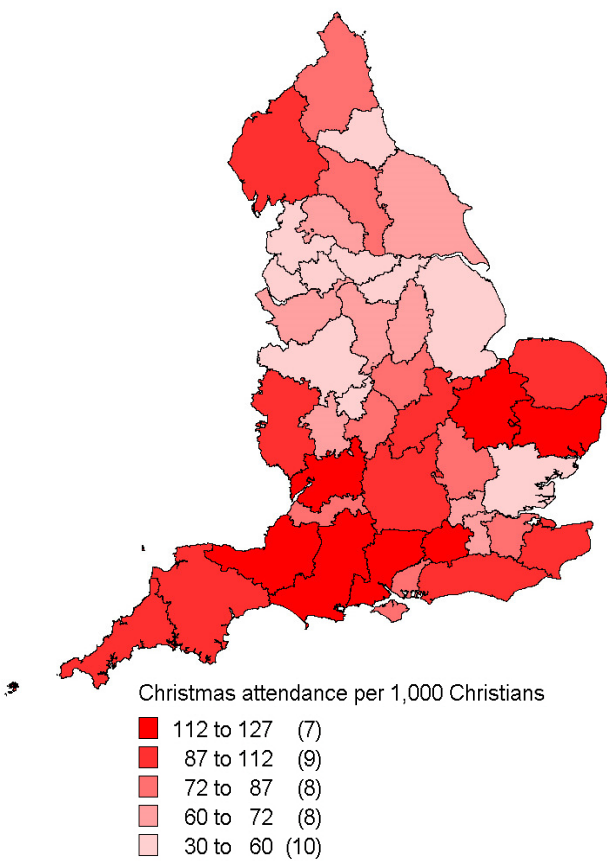 Christmas attendance per 1,000 Christians
112 to 127 (7)
87 to 112 (9)
72 to 87 (8)
60 to 72 (8)
30 to 60 (10)